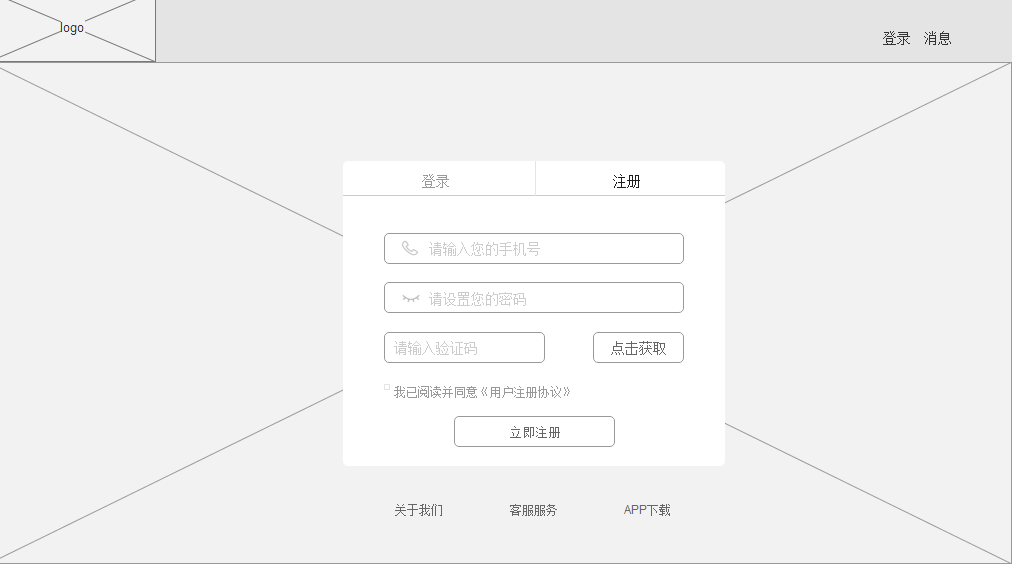 logo
登录 消息
登录 注册
请输入您的手机号
请设置您的密码
请输入验证码 点击获取
我已阅读并同意《用户注册协议》
立即注册
关于我们 客服服务 APP下载